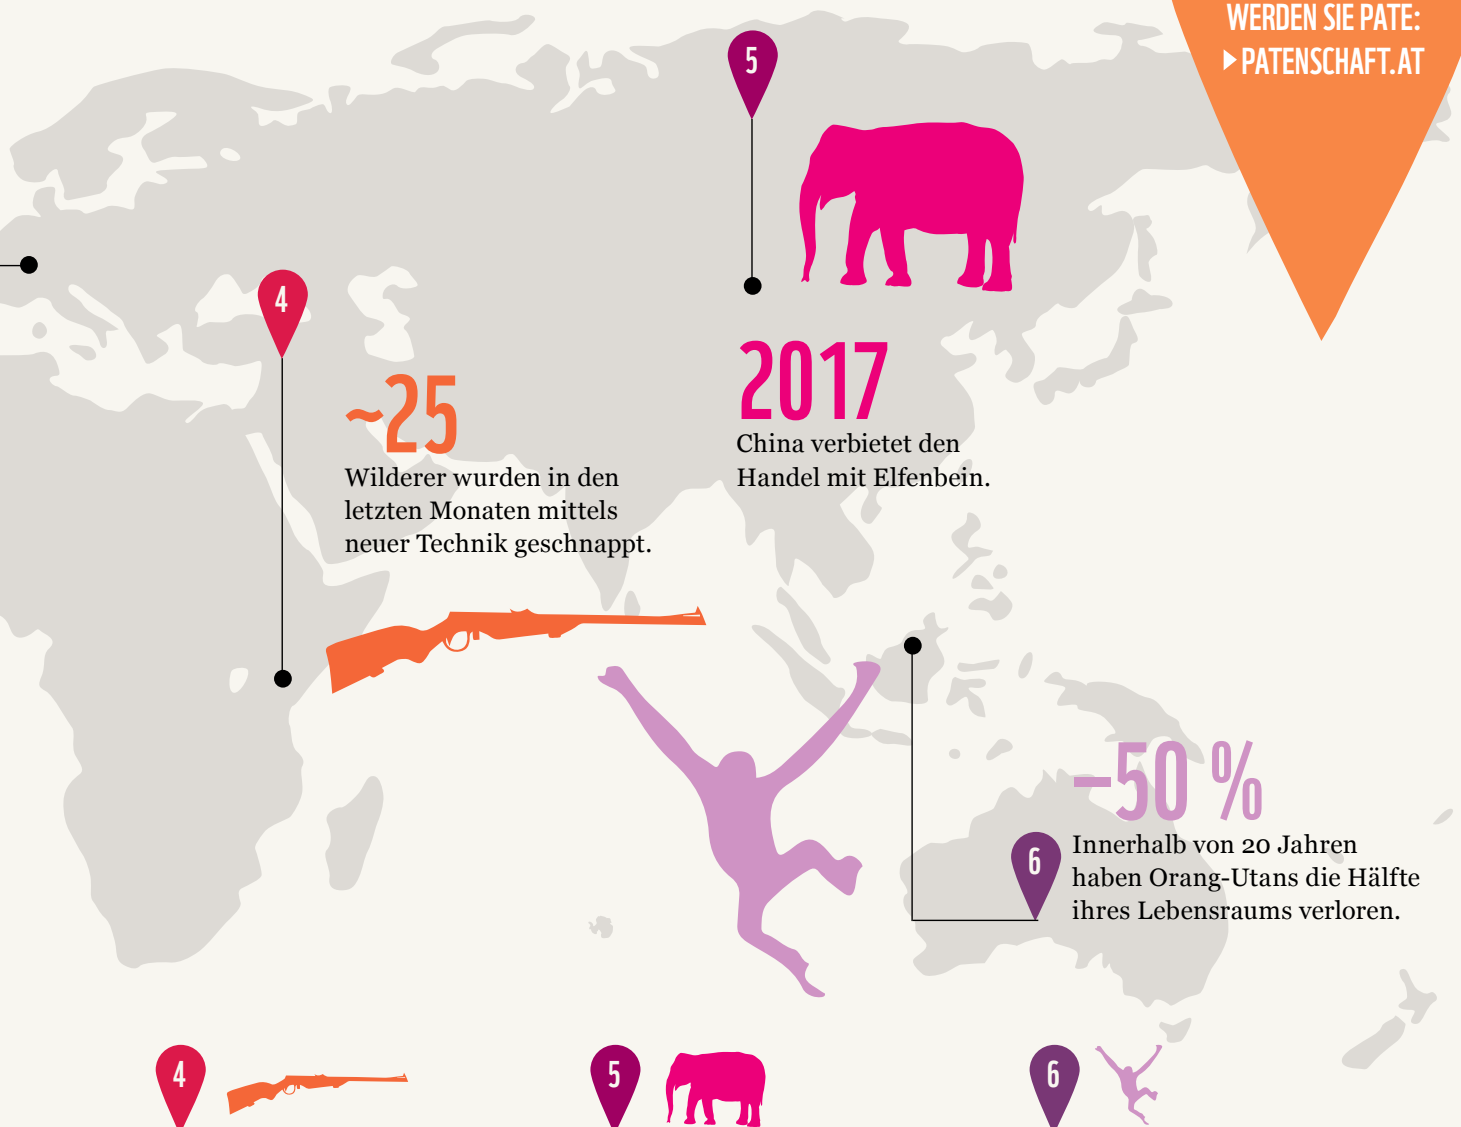 WERDEN SIE PATE:
▶ PATENSCHAFT.AT
5
4
~25
Wilderer wurden in den
letzten Monaten mittels
neuer Technik geschnappt.
2017
China verbietet den
Handel mit Elfenbein.
–50 %
6
Innerhalb von 20 Jahren
haben Orang-Utans die Hälfte
ihres Lebensraums verloren.
4
5
6